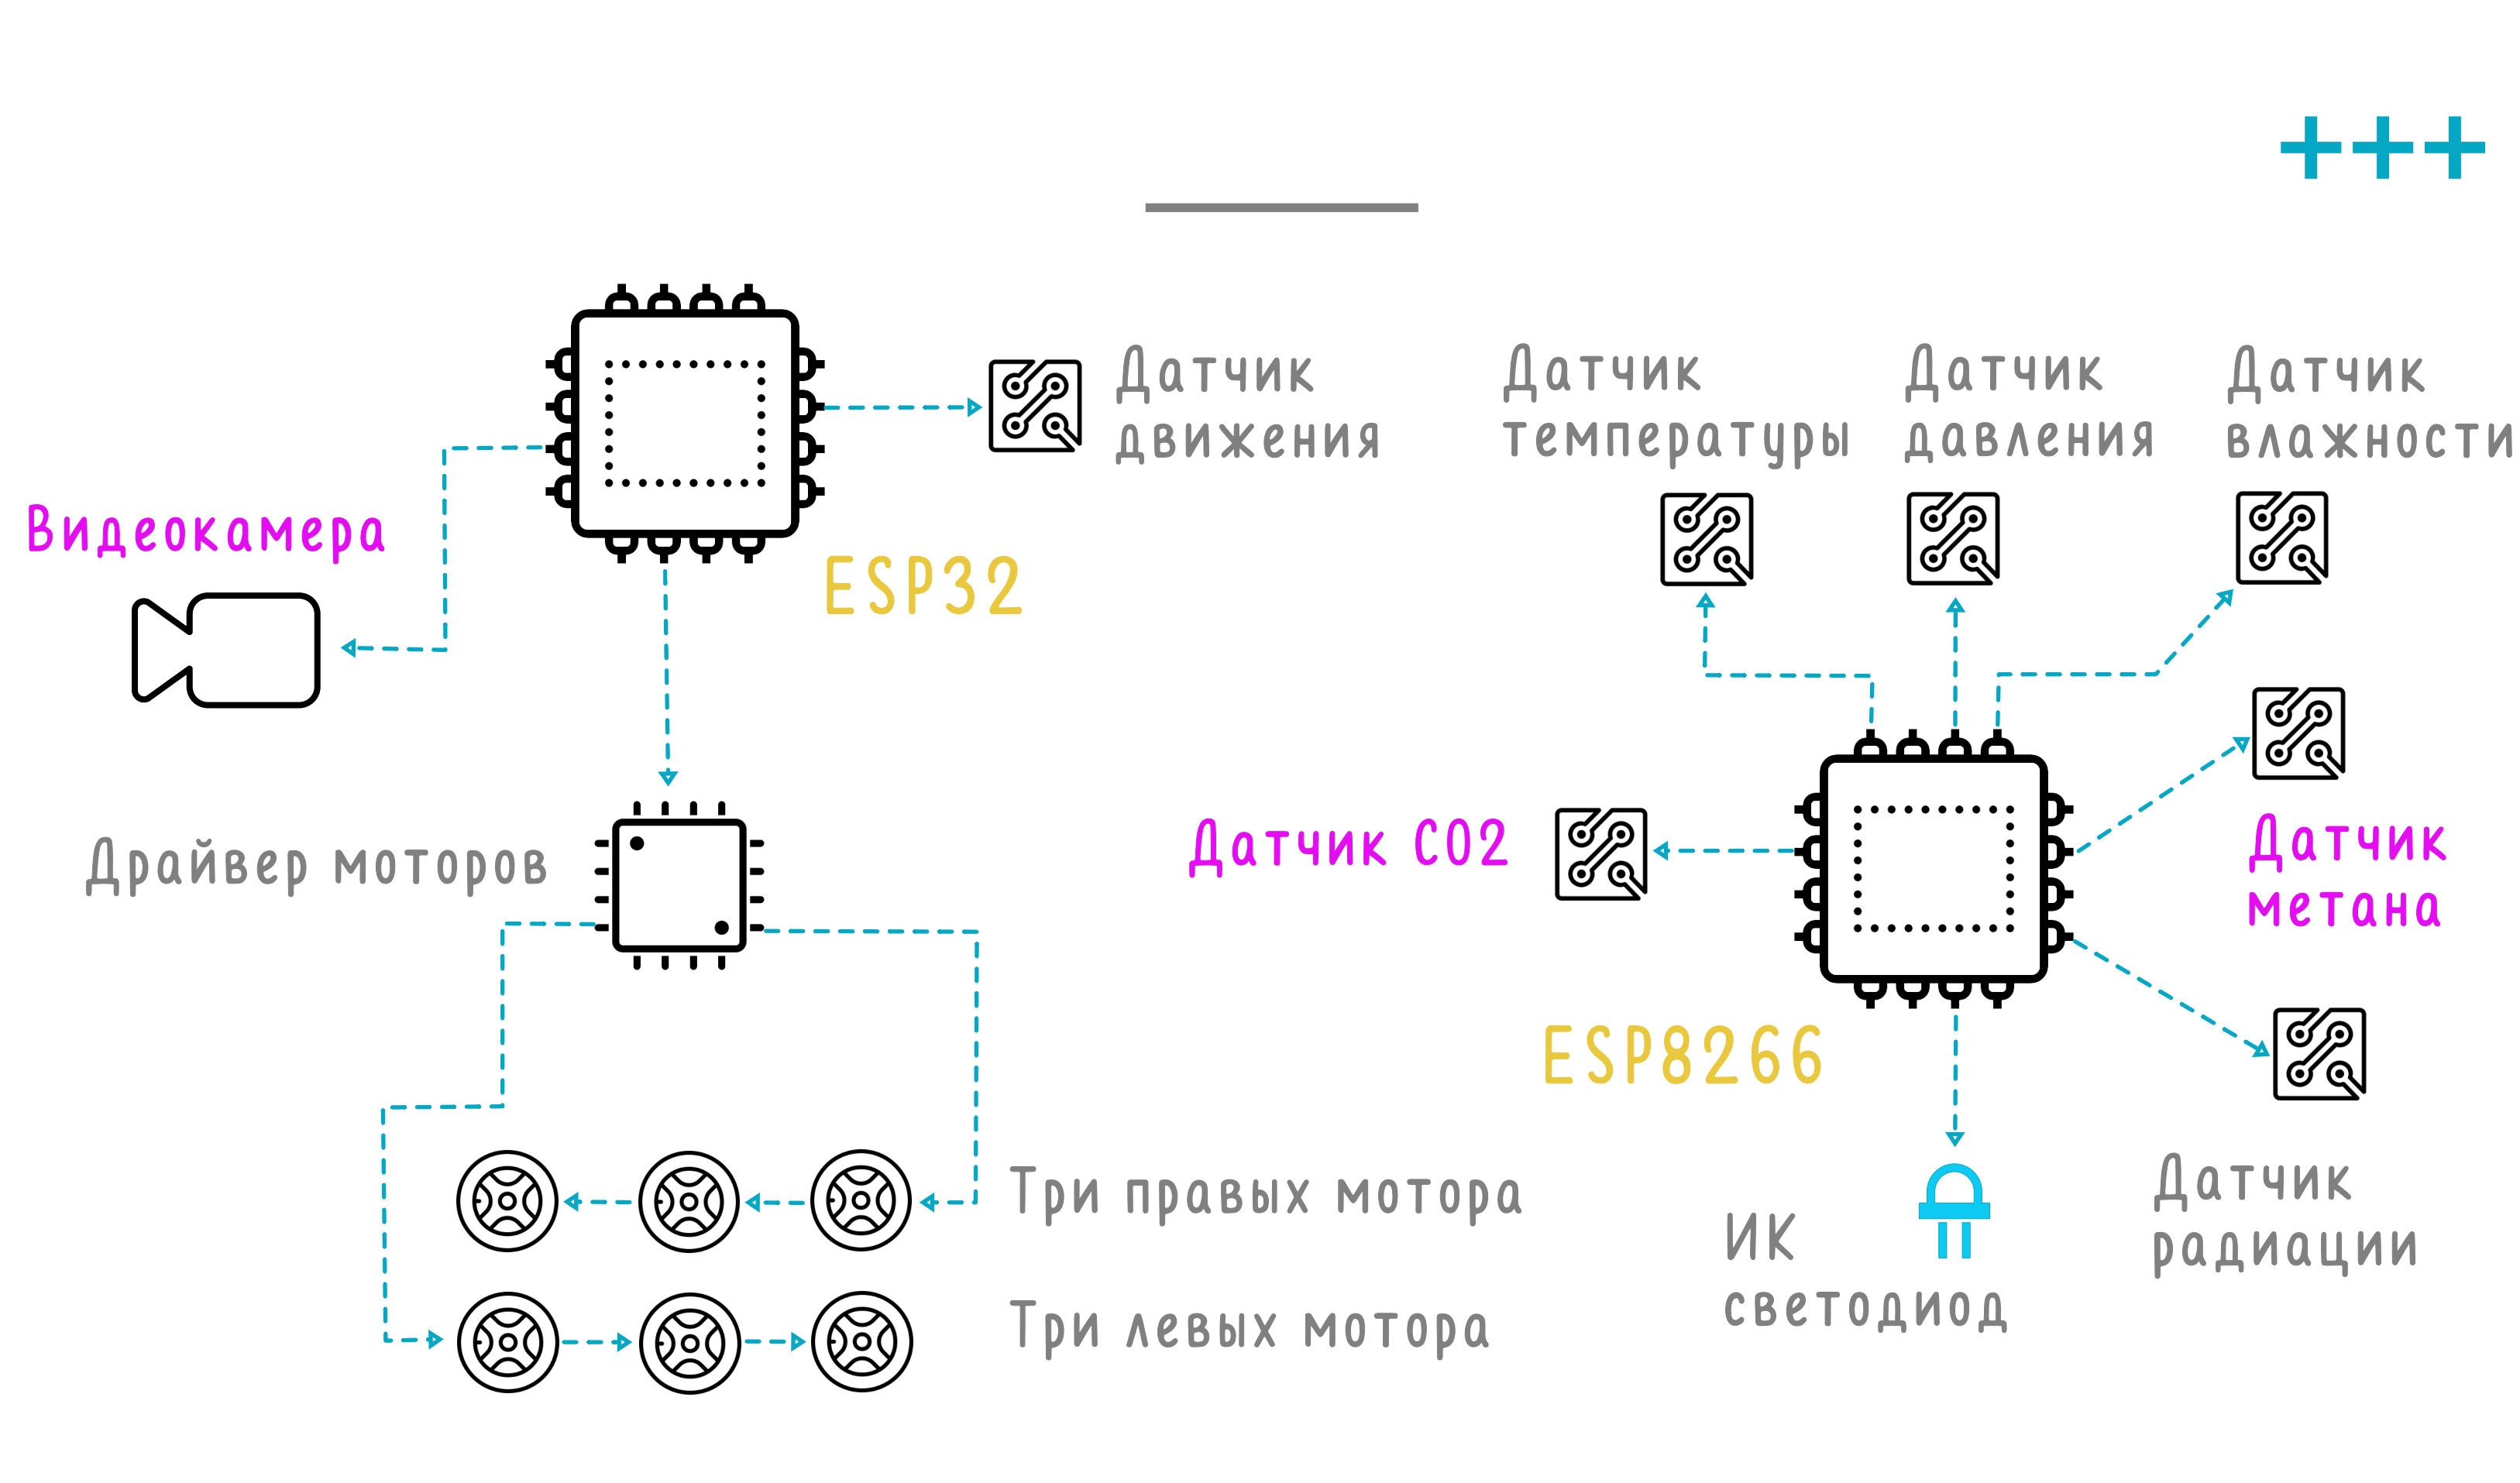 +++
Датчик
движения
Датчик
температуры
Датчик
давления
Датчик
влажности
Видеокамера
ESP32
Драйвер моторов
Датчик CO2
Датчик
метана
ESP8266
Три правых мотора
Три левых мотора
ИК
светодиод
Датчик
радиации